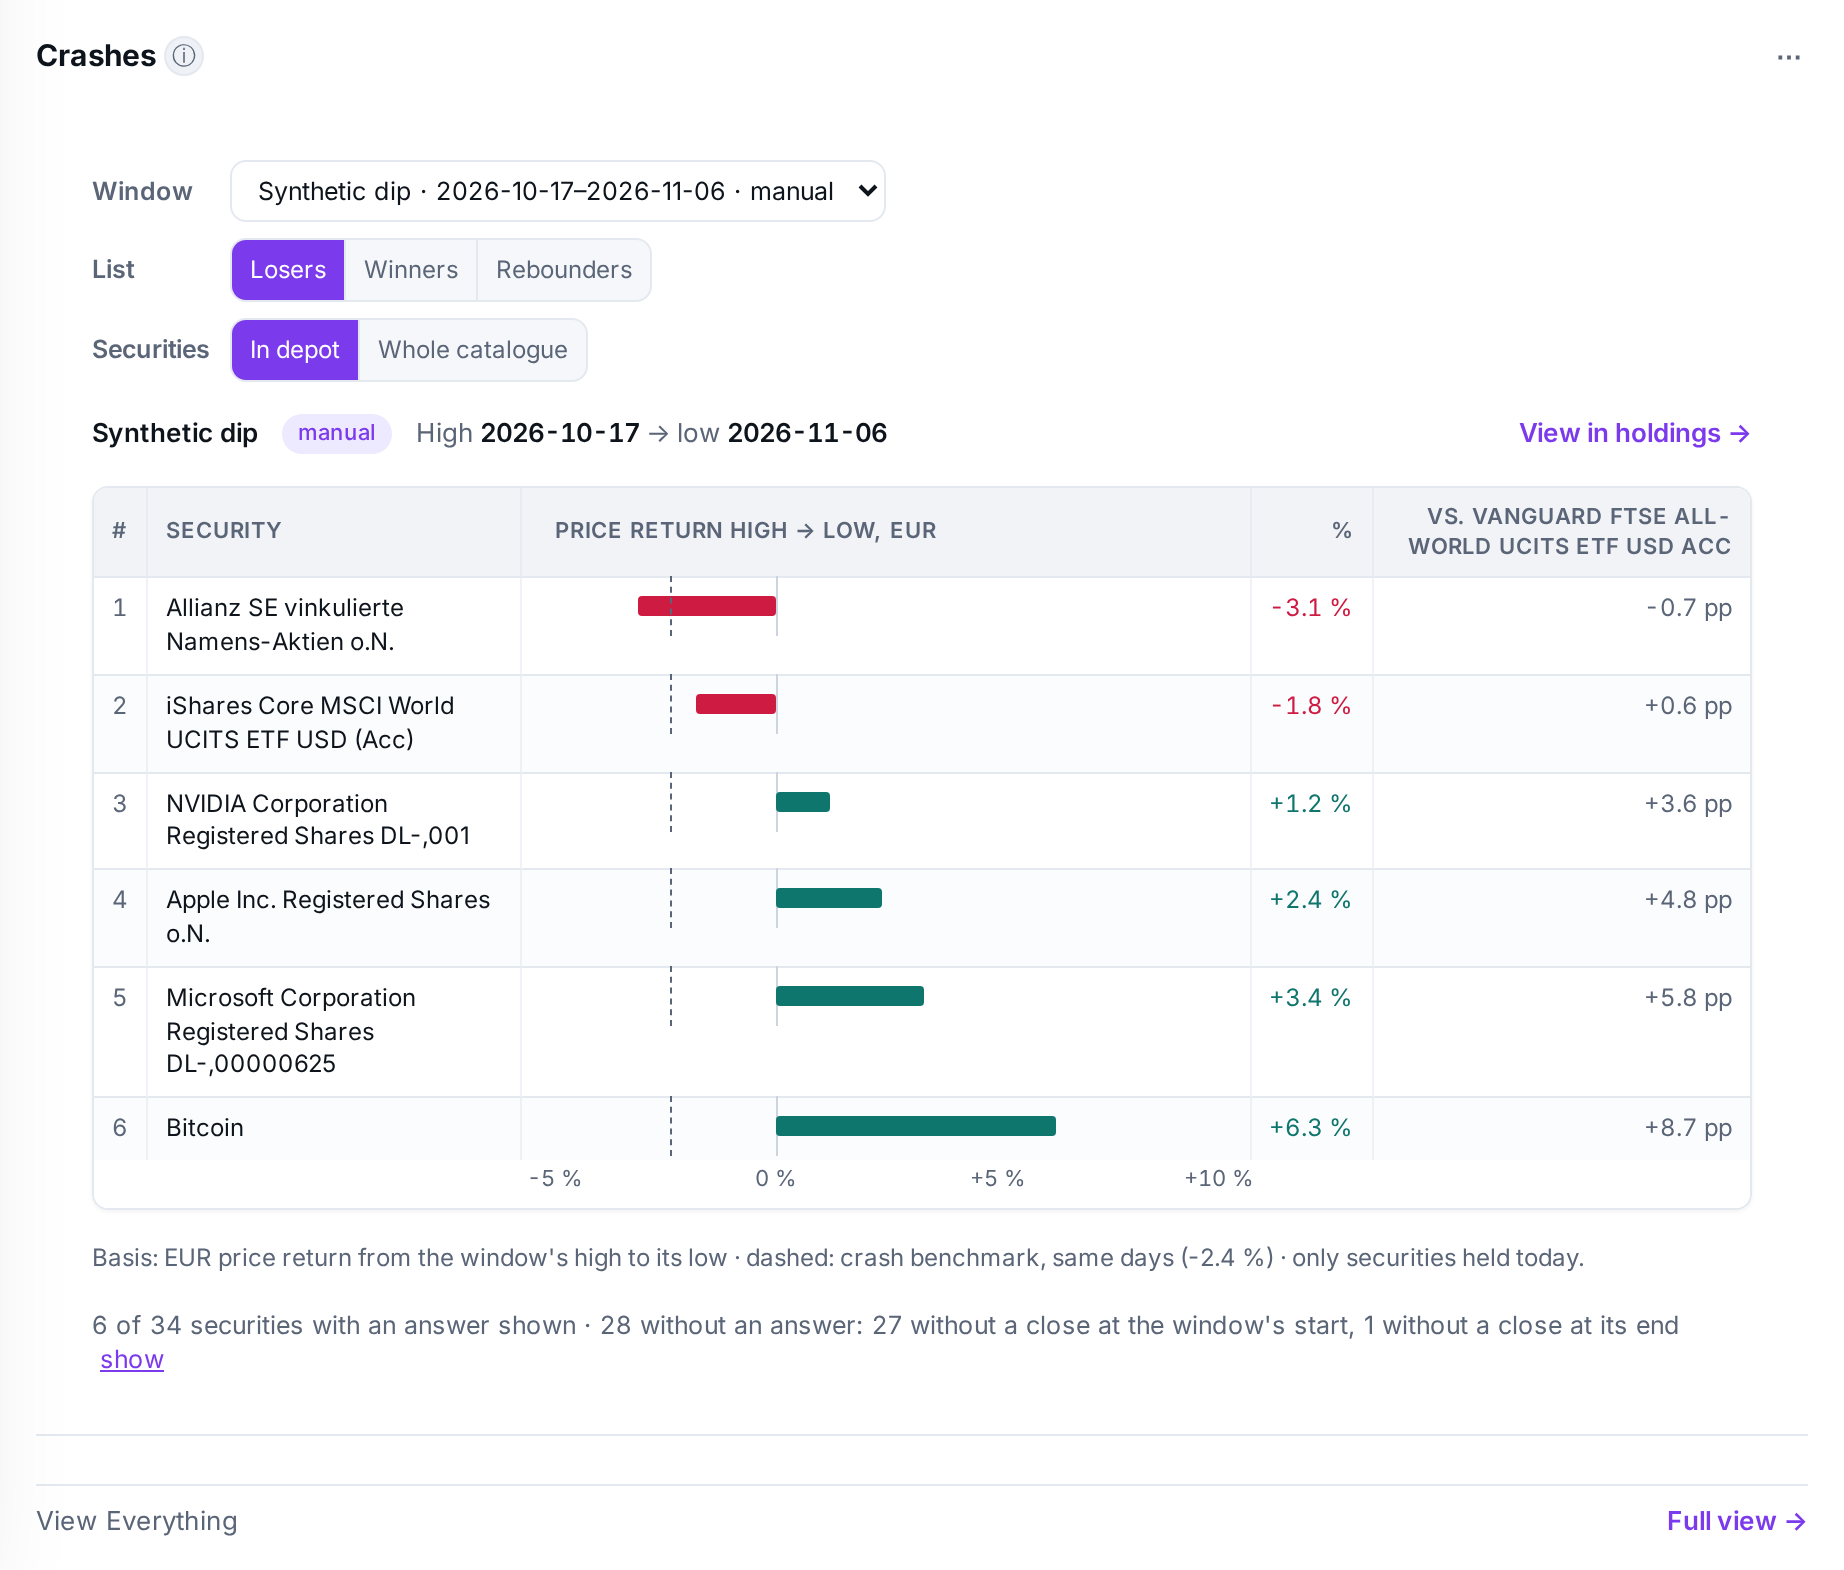 Crashes ⓘ …
Window Synthetic dip · 2026-10-17–2026-11-06 · manual
List Losers Winners Rebounders
Securities In depot Whole catalogue
Synthetic dip manual High 2026-10-17 → low 2026-11-06 View in holdings →
# SECURITY PRICE RETURN HIGH → LOW, EUR % VS. VANGUARD FTSE ALL-
WORLD UCITS ETF USD ACC
1 Allianz SE vinkulierte -3.1 % -0.7 pp
Namens-Aktien o.N.
2 iShares Core MSCI World -1.8 % +0.6 pp
UCITS ETF USD (Acc)
3 NVIDIA Corporation +1.2 % +3.6 pp
Registered Shares DL-,001
4 Apple Inc. Registered Shares +2.4 % +4.8 pp
o.N.
5 Microsoft Corporation +3.4 % +5.8 pp
Registered Shares
DL-,00000625
6 Bitcoin +6.3 % +8.7 pp
-5 % 0 % +5 % +10 %
Basis: EUR price return from the window's high to its low · dashed: crash benchmark, same days (-2.4 %) · only securities held today.
6 of 34 securities with an answer shown · 28 without an answer: 27 without a close at the window's start, 1 without a close at its end
show
View Everything Full view →